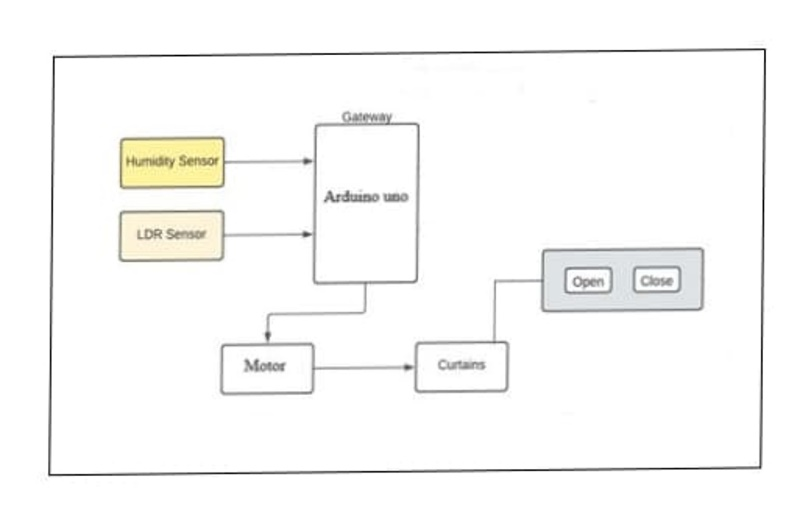 Gateway
Humidity Sensor
Arduino uno
LDR Sensor
Open
Close
Motor
Curtains